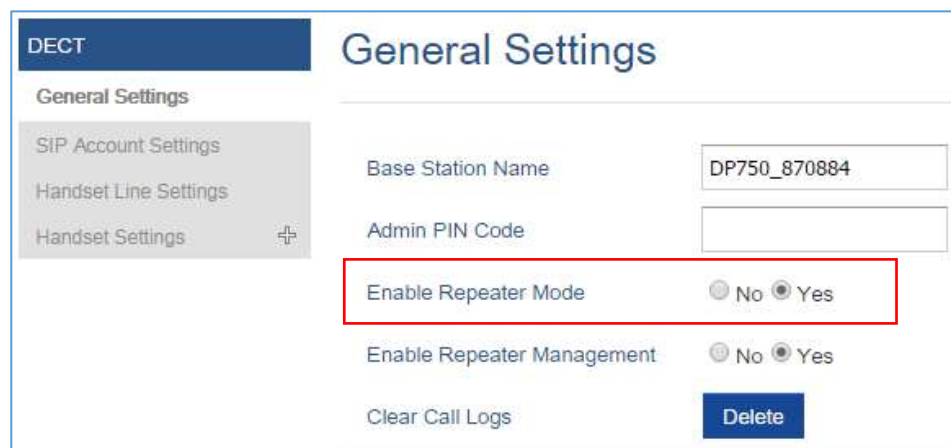 DECT
General Settings
SIP Account Settings
Handset Line Settings
Handset Settings
General Settings
Base Station Name DP750_870884
Admin PIN Code
Enable Repeater Mode No Yes
Enable Repeater Management No Yes
Clear Call Logs Delete